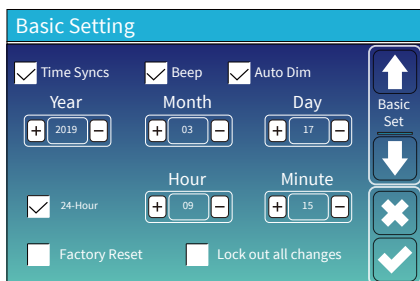 Basic Setting
Time Syncs Beep Auto Dim
Year Month Day
+ 2019 − + 03 − + 17 −
Basic
Set
Hour Minute
24-Hour + 09 − + 15 −
Factory Reset Lock out all changes